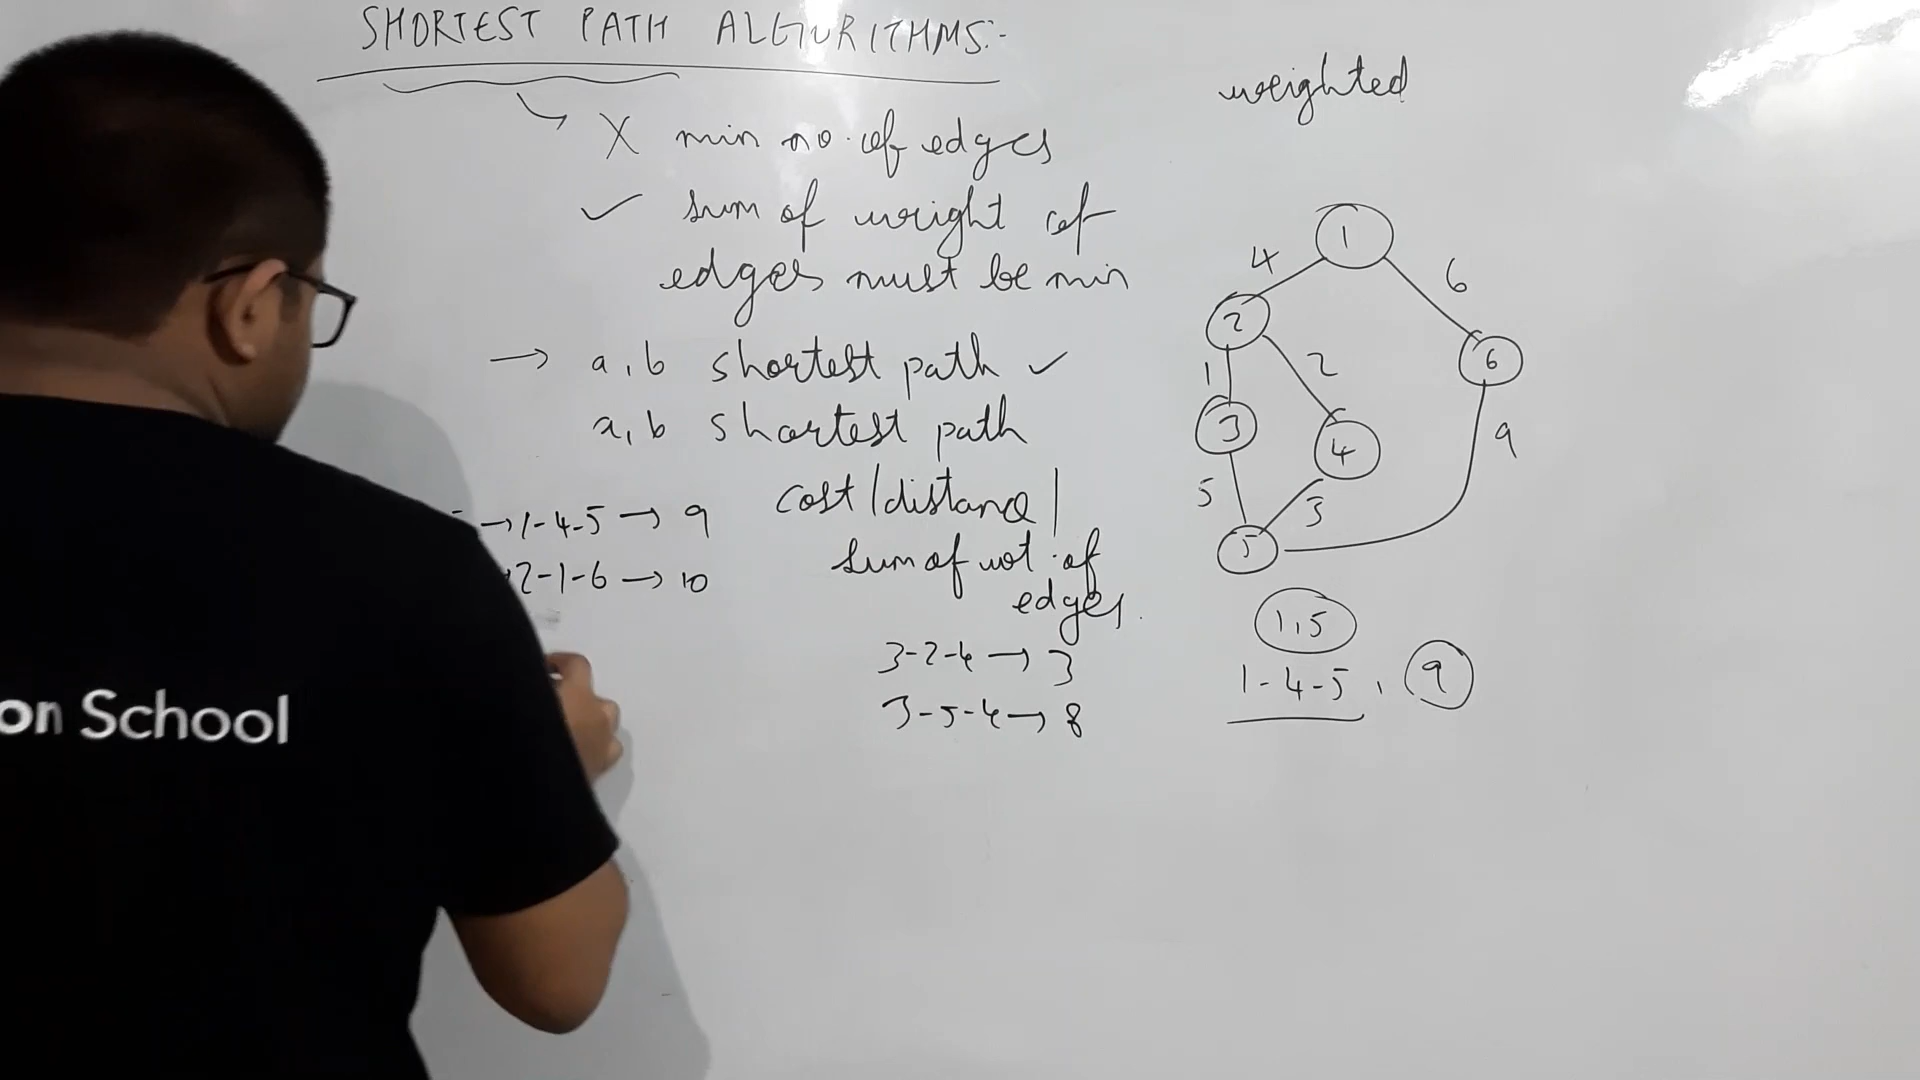 SHORTEST PATH ALGORITHMS:-
weighted
X min no. of edges
✓ sum of weight of
edges must be min
→ a, b shortest path ✓
a, b shortest path
cost/distance/
sum of wt. of
edges.
→ 1-4-5 → 9
2-1-6 → 10
3-2-4 → 3
3-5-4 → 8
1
4
6
2
6
1
2
3
4
9
5
3
5
1,5
1-4-5, 9
on School